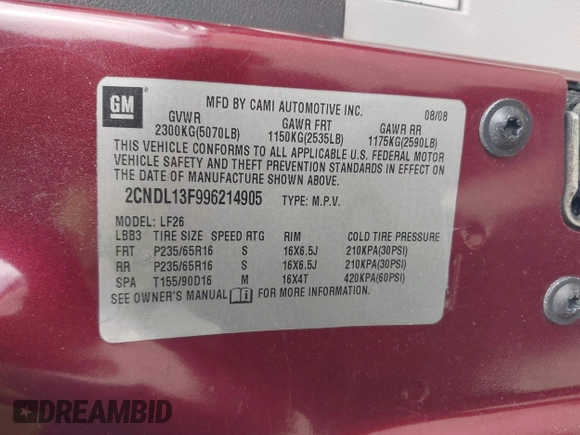 GM
MFD BY CAMI AUTOMOTIVE INC. 08/08
GVWR GAWR FRT GAWR RR
2300KG(5070LB) 1150KG(2535LB) 1175KG(2590LB)
THIS VEHICLE CONFORMS TO ALL APPLICABLE U.S. FEDERAL MOTOR
VEHICLE SAFETY AND THEFT PREVENTION STANDARDS IN EFFECT ON
THE DATE OF MANUFACTURE SHOWN ABOVE.
2CNDL13F996214905 TYPE: M.P.V.
MODEL: LF26
LBB3 TIRE SIZE SPEED RTG RIM COLD TIRE PRESSURE
FRT P235/65R16 S 16X6.5J 210KPA(30PSI)
RR P235/65R16 S 16X6.5J 210KPA(30PSI)
SPA T155/90D16 M 16X4T 420KPA(60PSI)
SEE OWNER'S MANUAL FOR MORE INFORMATION
DREAMBID